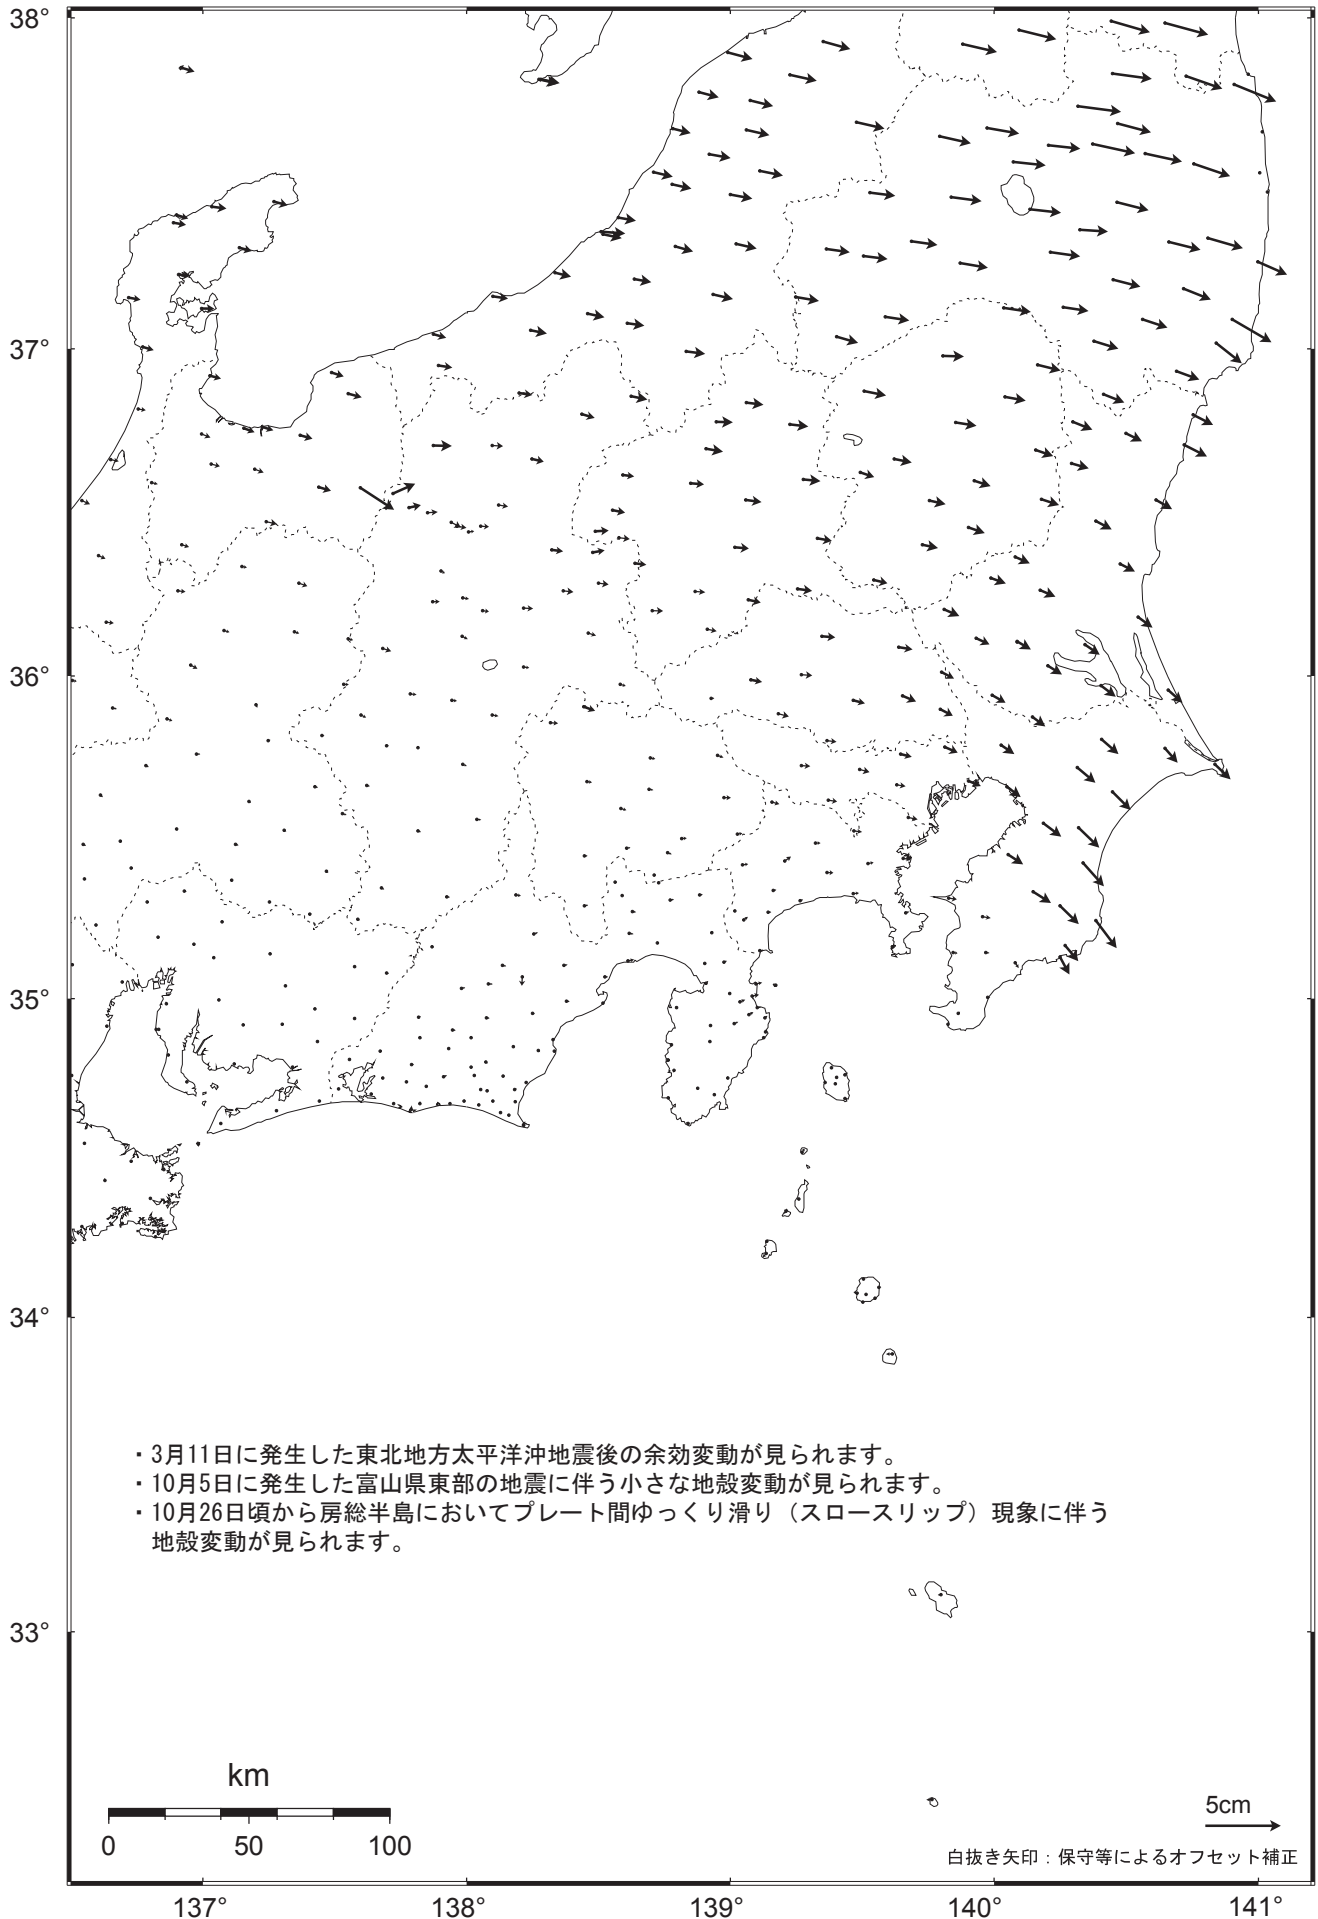 38°
37°
36°
35°
34°
・3月11日に発生した東北地方太平洋沖地震後の余効変動が見られます。
・10月5日に発生した富山県東部の地震に伴う小さな地殻変動が見られます。
・10月26日頃から房総半島においてプレート間ゆっくり滑り（スロースリップ）現象に伴う
地殻変動が見られます。
33°
km
0 50 100
5cm
白抜き矢印：保守等によるオフセット補正
137° 138° 139° 140° 141°